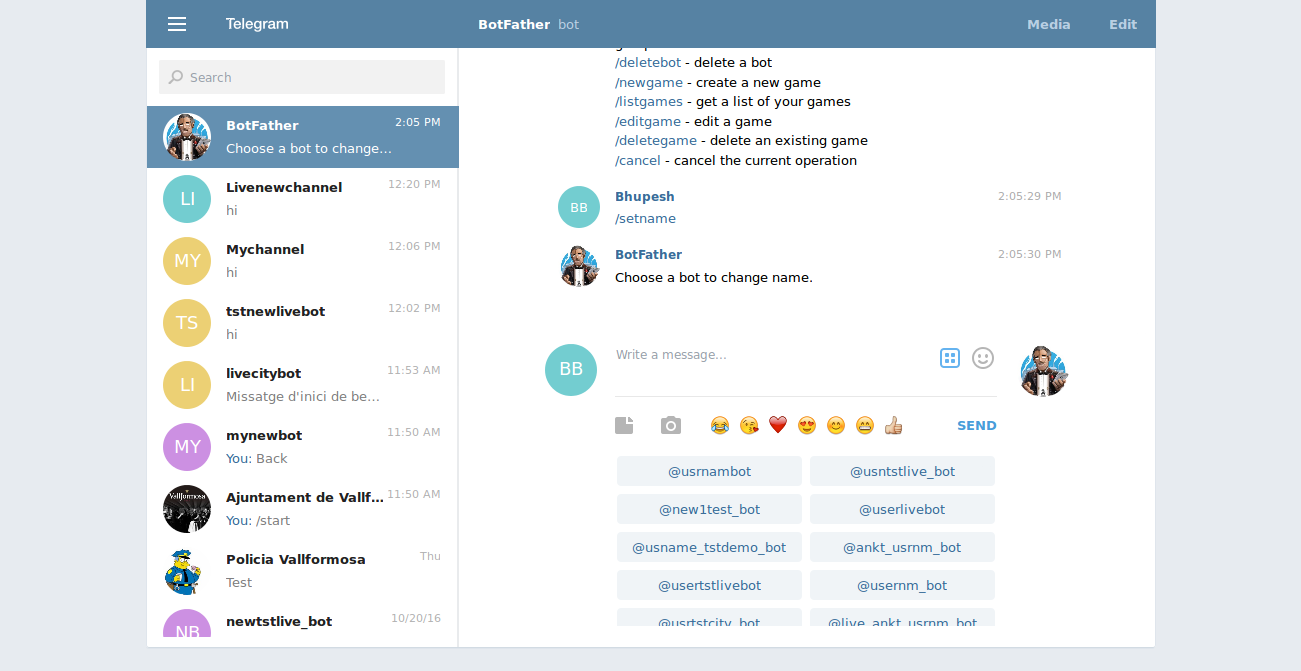 Telegram
BotFather bot
Media
Edit
Search
BotFather 2:05 PM
Choose a bot to change...
LI
Livenewchannel 12:20 PM
hi
MY
Mychannel 12:06 PM
hi
TS
tstnewlivebot 12:02 PM
hi
LI
livecitybot 11:53 AM
Missatge d'inici de be...
MY
mynewbot 11:50 AM
You: Back
Vallformosa
Ajuntament de Vallf... 11:50 AM
You: /start
Policia Vallformosa Thu
Test
NB
newtstlive_bot 10/20/16
/deletebot - delete a bot
/newgame - create a new game
/listgames - get a list of your games
/editgame - edit a game
/deletegame - delete an existing game
/cancel - cancel the current operation
BB
Bhupesh 2:05:29 PM
/setname
BotFather 2:05:30 PM
Choose a bot to change name.
BB
Write a message...
SEND
@usrnambot @usntstlive_bot
@new1test_bot @userlivebot
@usname_tstdemo_bot @ankt_usrnm_bot
@usertstlivebot @usernm_bot
@usrtstcity_bot @live_ankt_usrnm_bot